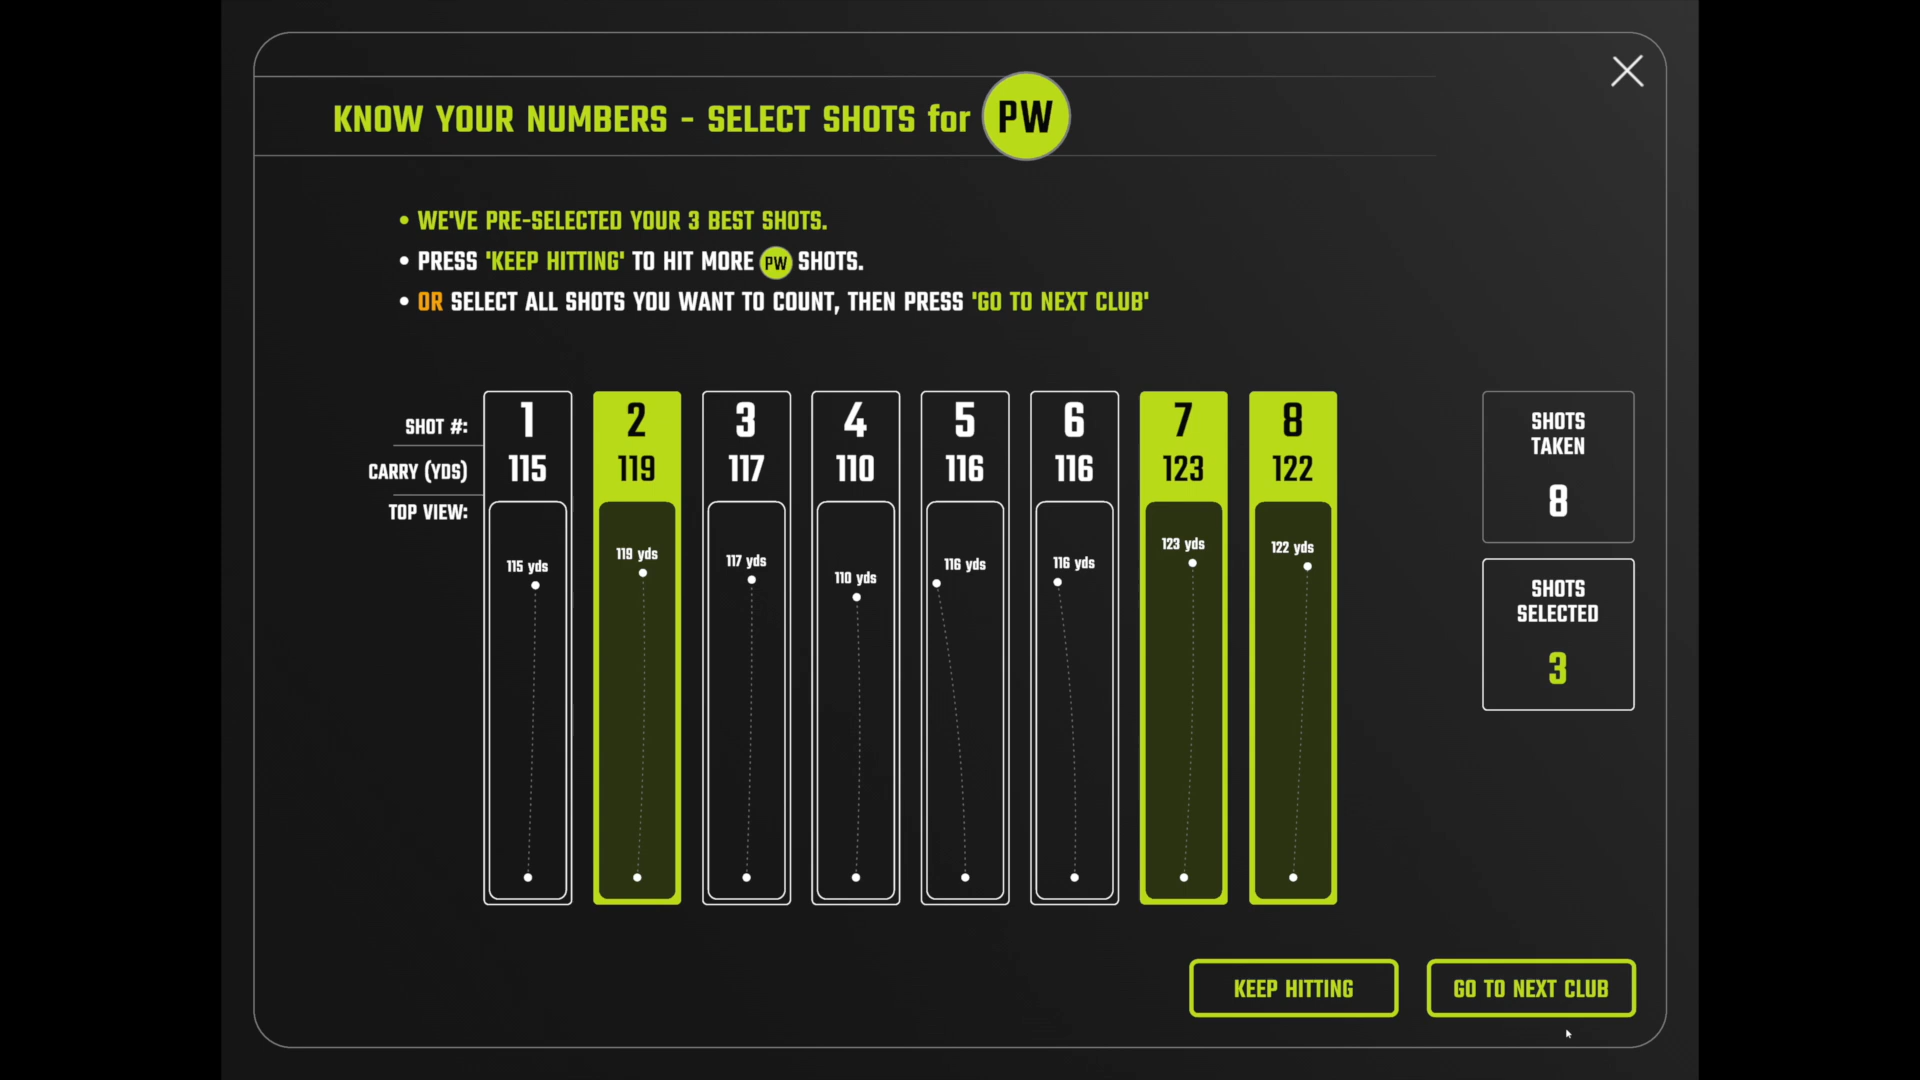 KNOW YOUR NUMBERS - SELECT SHOTS for PW
• WE'VE PRE-SELECTED YOUR 3 BEST SHOTS.
• PRESS 'KEEP HITTING' TO HIT MORE PW SHOTS.
• OR SELECT ALL SHOTS YOU WANT TO COUNT, THEN PRESS 'GO TO NEXT CLUB'
SHOT #: 1 2 3 4 5 6 7 8
CARRY (YDS) 115 119 117 110 116 116 123 122
TOP VIEW:
115 yds 119 yds 117 yds 110 yds 116 yds 116 yds 123 yds 122 yds
SHOTS
TAKEN
8
SHOTS
SELECTED
3
KEEP HITTING
GO TO NEXT CLUB